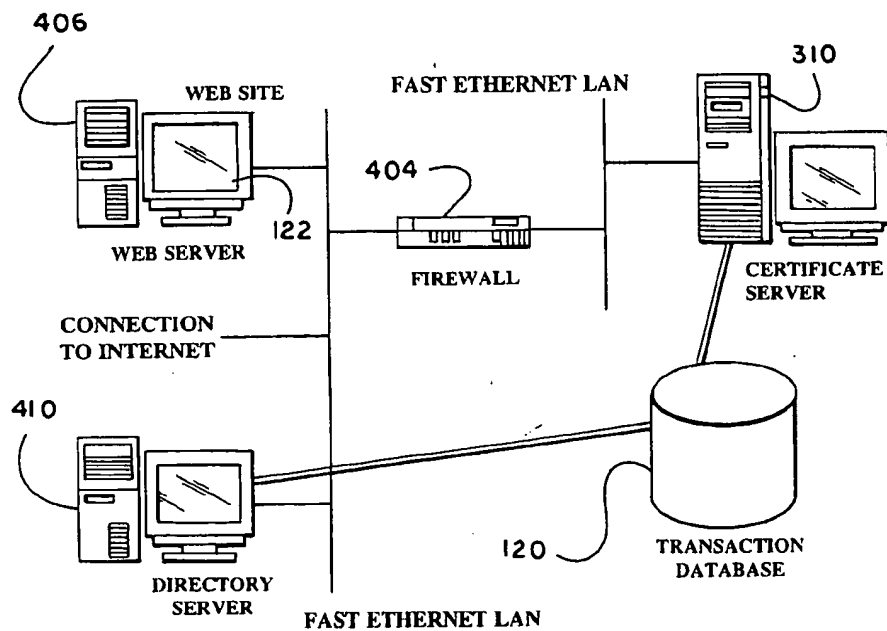 406
WEB SITE
FAST ETHERNET LAN
310
404
122
WEB SERVER
FIREWALL
CERTIFICATE
SERVER
CONNECTION
TO INTERNET
410
120
TRANSACTION
DATABASE
DIRECTORY
SERVER
FAST ETHERNET LAN